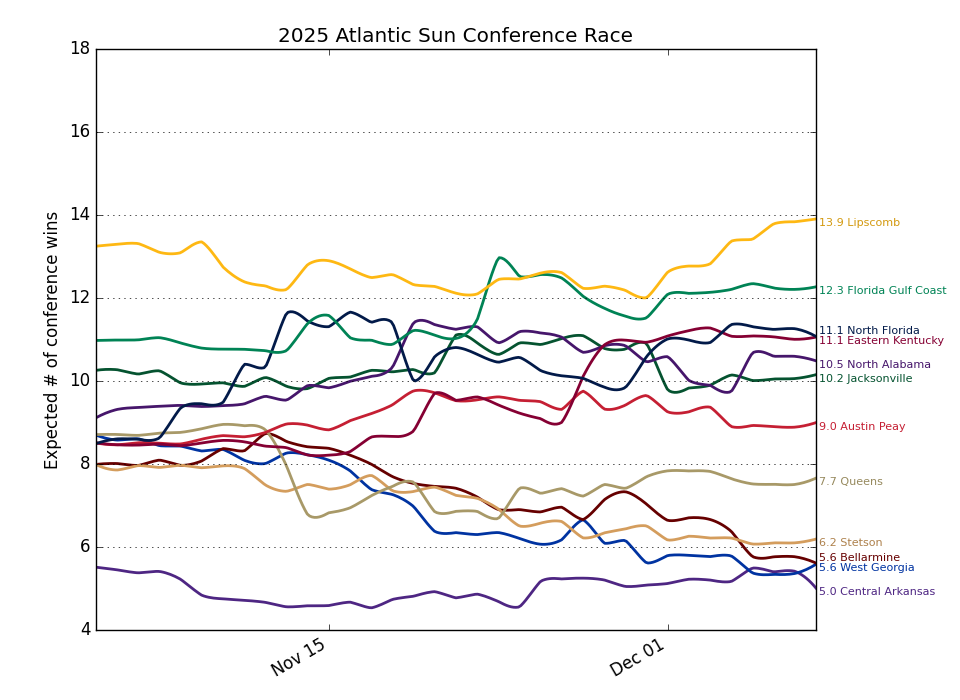 2025 Atlantic Sun Conference Race
Expected # of conference wins
18
16
14
12
10
8
6
4
Nov 15
Dec 01
13.9 Lipscomb
12.3 Florida Gulf Coast
11.1 North Florida
11.1 Eastern Kentucky
10.5 North Alabama
10.2 Jacksonville
9.0 Austin Peay
7.7 Queens
6.2 Stetson
5.6 Bellarmine
5.6 West Georgia
5.0 Central Arkansas